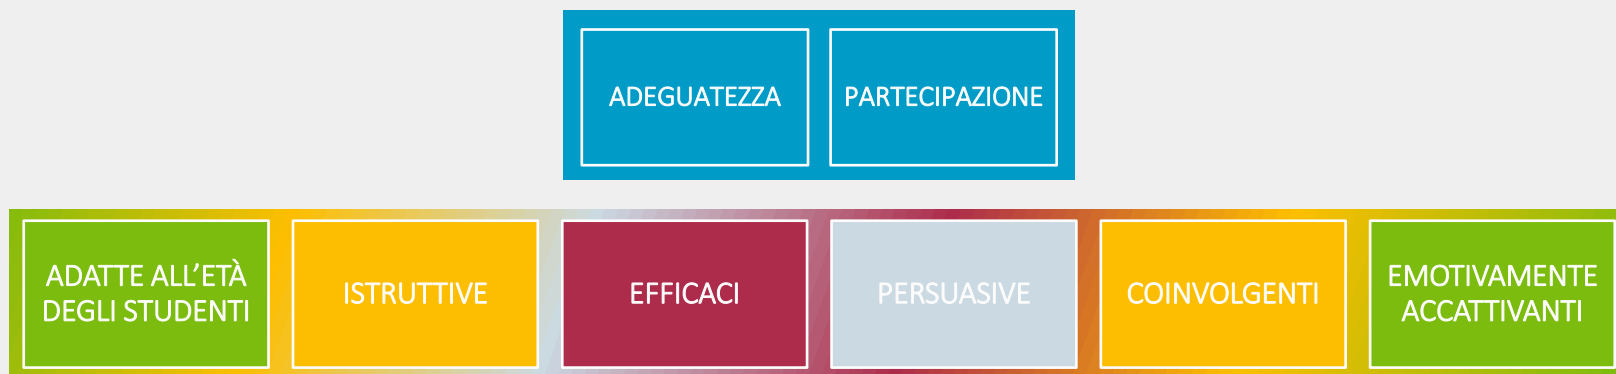 ADEGUATEZZA
PARTECIPAZIONE
ADATTE ALL'ETÀ
DEGLI STUDENTI
ISTRUTTIVE
EFFICACI
PERSUASIVE
COINVOLGENTI
EMOTIVAMENTE
ACCATTIVANTI